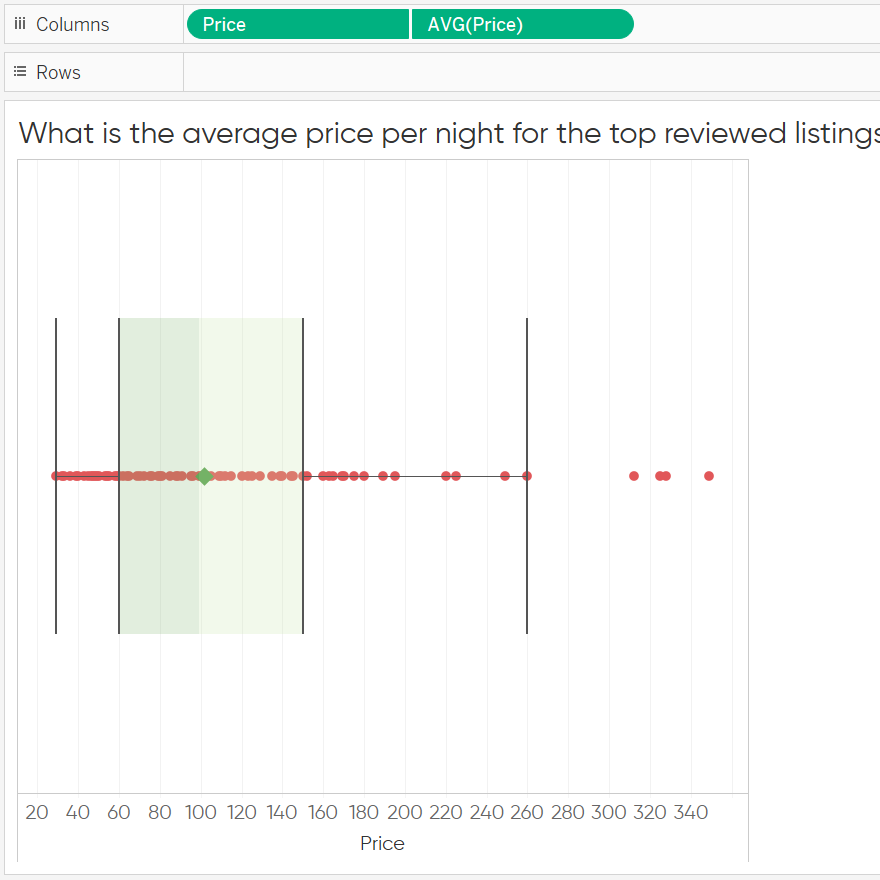 Columns
Price
AVG(Price)
Rows
What is the average price per night for the top reviewed listings
20 40 60 80 100 120 140 160 180 200 220 240 260 280 300 320 340
Price